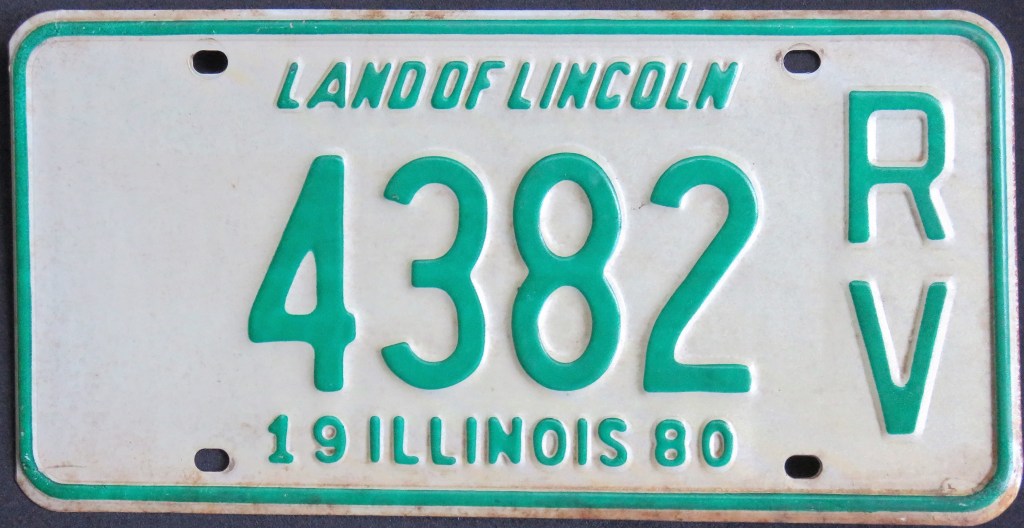 LAND OF LINCOLN
4382
RV
19 ILLINOIS 80